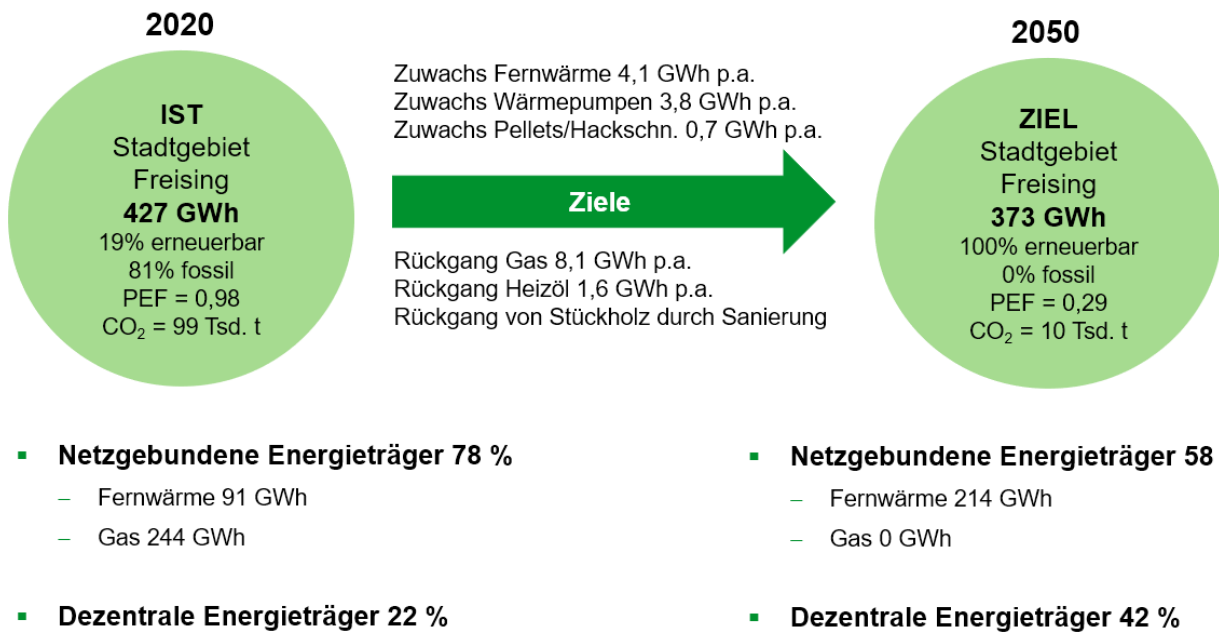 2020
IST
Stadtgebiet
Freising
427 GWh
19% erneuerbar
81% fossil
PEF = 0,98
CO₂ = 99 Tsd. t
Zuwachs Fernwärme 4,1 GWh p.a.
Zuwachs Wärmepumpen 3,8 GWh p.a.
Zuwachs Pellets/Hackschn. 0,7 GWh p.a.
Ziele
Rückgang Gas 8,1 GWh p.a.
Rückgang Heizöl 1,6 GWh p.a.
Rückgang von Stückholz durch Sanierung
2050
ZIEL
Stadtgebiet
Freising
373 GWh
100% erneuerbar
0% fossil
PEF = 0,29
CO₂ = 10 Tsd. t
▪ Netzgebundene Energieträger 78 %
– Fernwärme 91 GWh
– Gas 244 GWh
▪ Dezentrale Energieträger 22 %
▪ Netzgebundene Energieträger 58
– Fernwärme 214 GWh
– Gas 0 GWh
▪ Dezentrale Energieträger 42 %